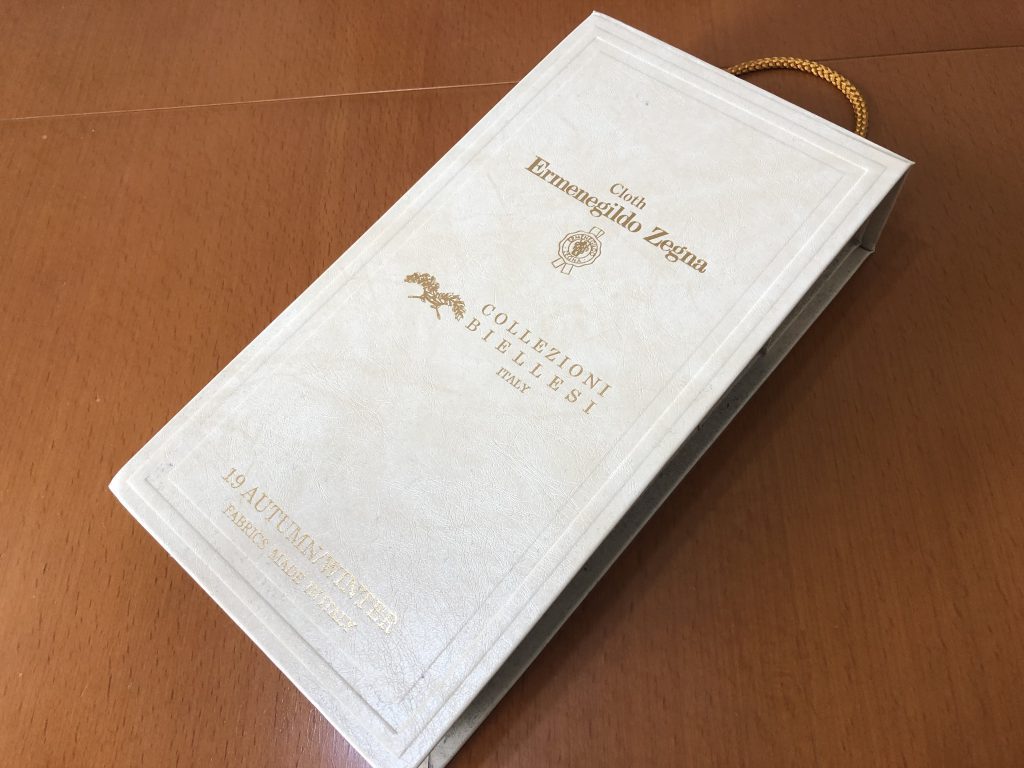 Cloth
Ermenegildo Zegna
COLLEZIONI
BIELLESI
ITALY
19 AUTUMN/WINTER
FABRICS MADE IN ITALY